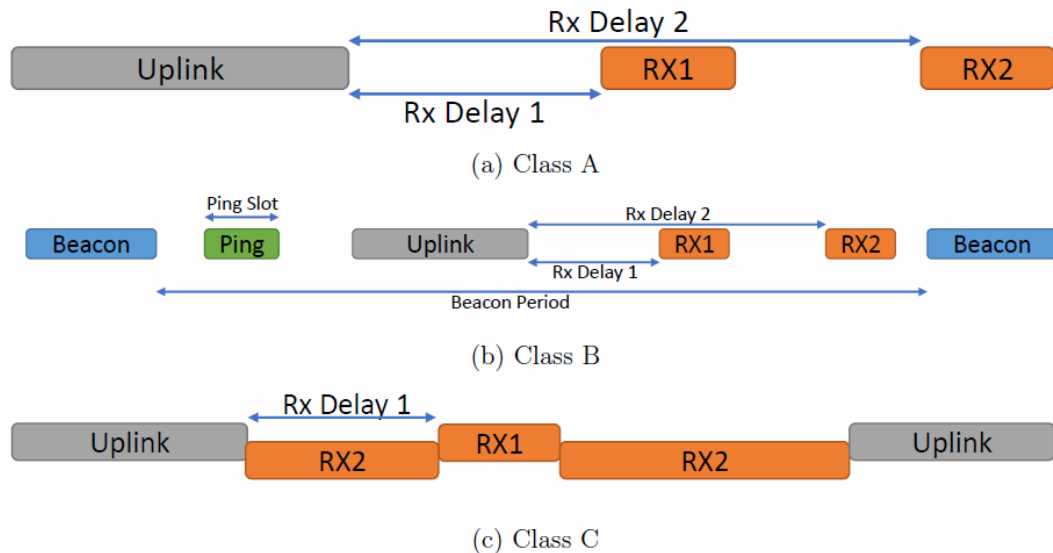 Rx Delay 2
Uplink RX1 RX2
Rx Delay 1
(a) Class A
Ping Slot
Rx Delay 2
Beacon Ping Uplink RX1 RX2 Beacon
Rx Delay 1
Beacon Period
(b) Class B
Rx Delay 1
Uplink RX1 Uplink
RX2 RX2
(c) Class C